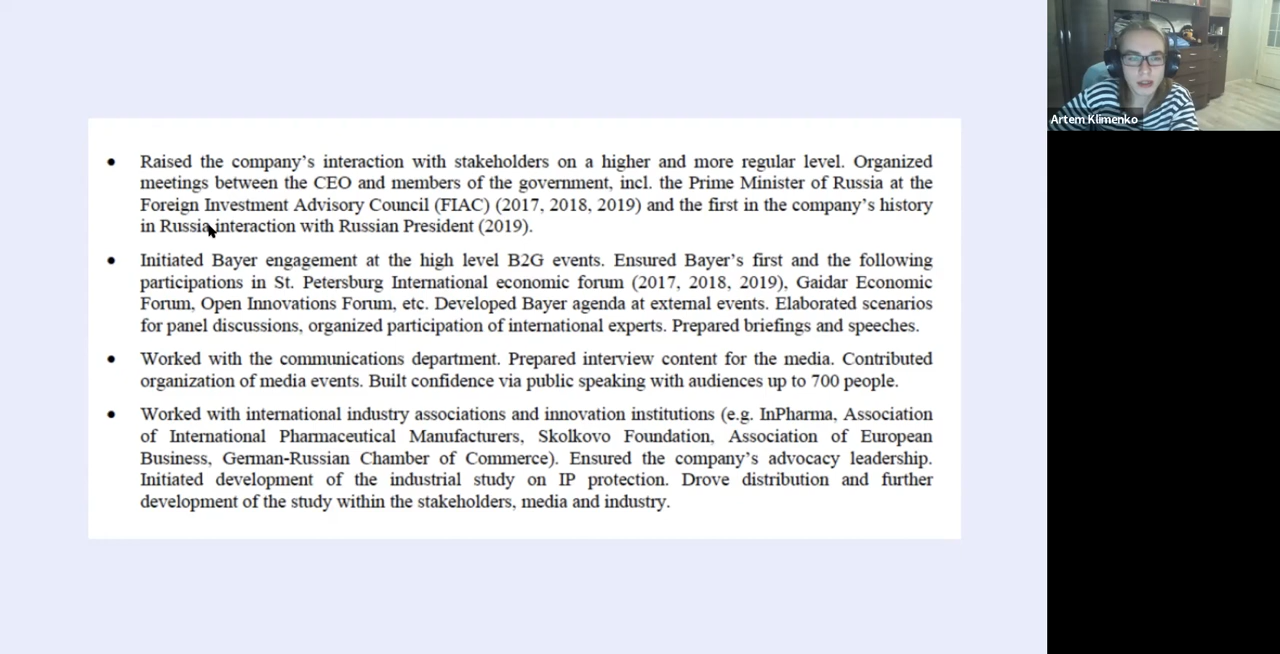 Raised the company's interaction with stakeholders on a higher and more regular level. Organized
meetings between the CEO and members of the government, incl. the Prime Minister of Russia at the
Foreign Investment Advisory Council (FIAC) (2017, 2018, 2019) and the first in the company's history
in Russia interaction with Russian President (2019).
Initiated Bayer engagement at the high level B2G events. Ensured Bayer's first and the following
participations in St. Petersburg International economic forum (2017, 2018, 2019), Gaidar Economic
Forum, Open Innovations Forum, etc. Developed Bayer agenda at external events. Elaborated scenarios
for panel discussions, organized participation of international experts. Prepared briefings and speeches.
Worked with the communications department. Prepared interview content for the media. Contributed
organization of media events. Built confidence via public speaking with audiences up to 700 people.
Worked with international industry associations and innovation institutions (e.g. InPharma, Association
of International Pharmaceutical Manufacturers, Skolkovo Foundation, Association of European
Business, German-Russian Chamber of Commerce). Ensured the company's advocacy leadership.
Initiated development of the industrial study on IP protection. Drove distribution and further
development of the study within the stakeholders, media and industry.
Artem Klimenko